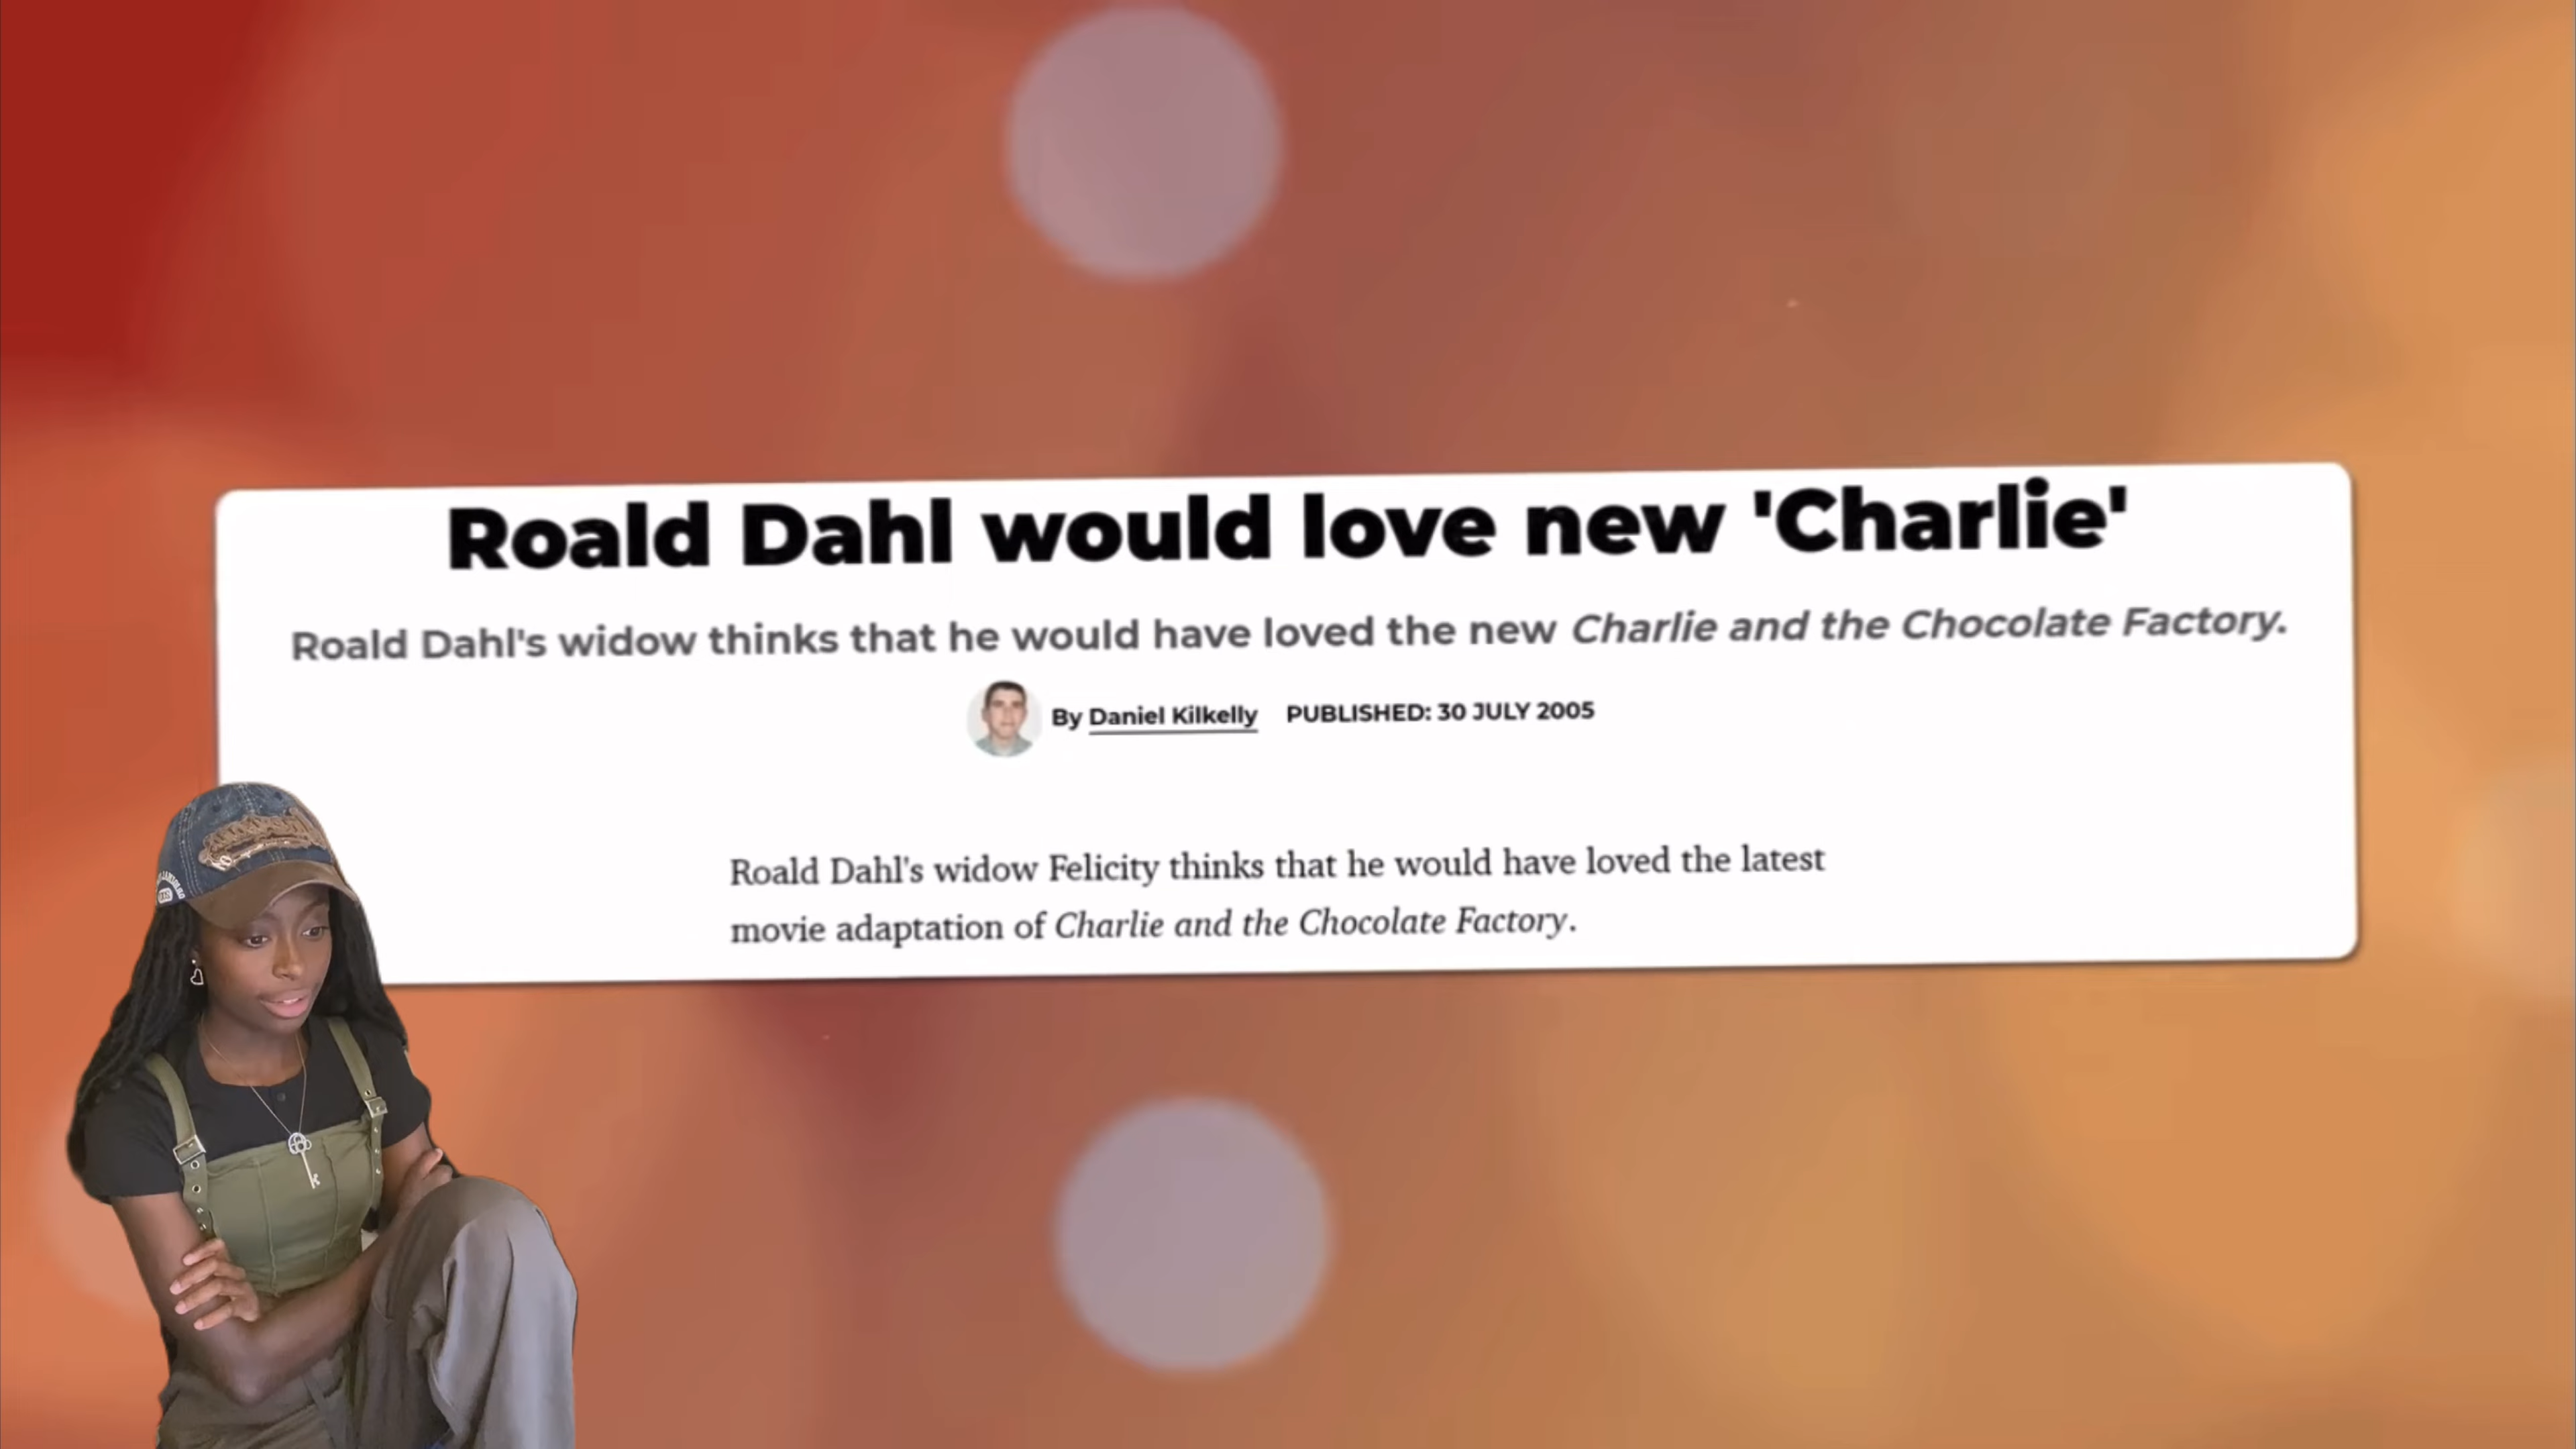 Roald Dahl would love new 'Charlie'
Roald Dahl's widow thinks that he would have loved the new Charlie and the Chocolate Factory.
By Daniel Kilkelly PUBLISHED: 30 JULY 2005
Roald Dahl's widow Felicity thinks that he would have loved the latest
movie adaptation of Charlie and the Chocolate Factory.